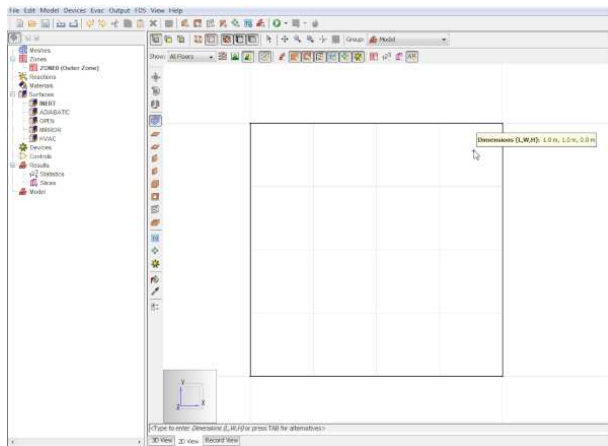 File Edit Model Devices Evac Output FDS View Help
Group: Model
Show: All Floors
Meshes
Zones
ZONE0 (Outer Zone)
Reactions
Materials
Surfaces
INERT
ADIABATIC
OPEN
MIRROR
HVAC
Devices
Controls
Results
Statistics
Slices
Model
Dimensions (L,W,H): 1.0 m, 1.0 m, 0.0 m
Y
Z X
<Type to enter Dimensions (L,W,H) or press TAB for alternatives>
3D View 2D View Record View